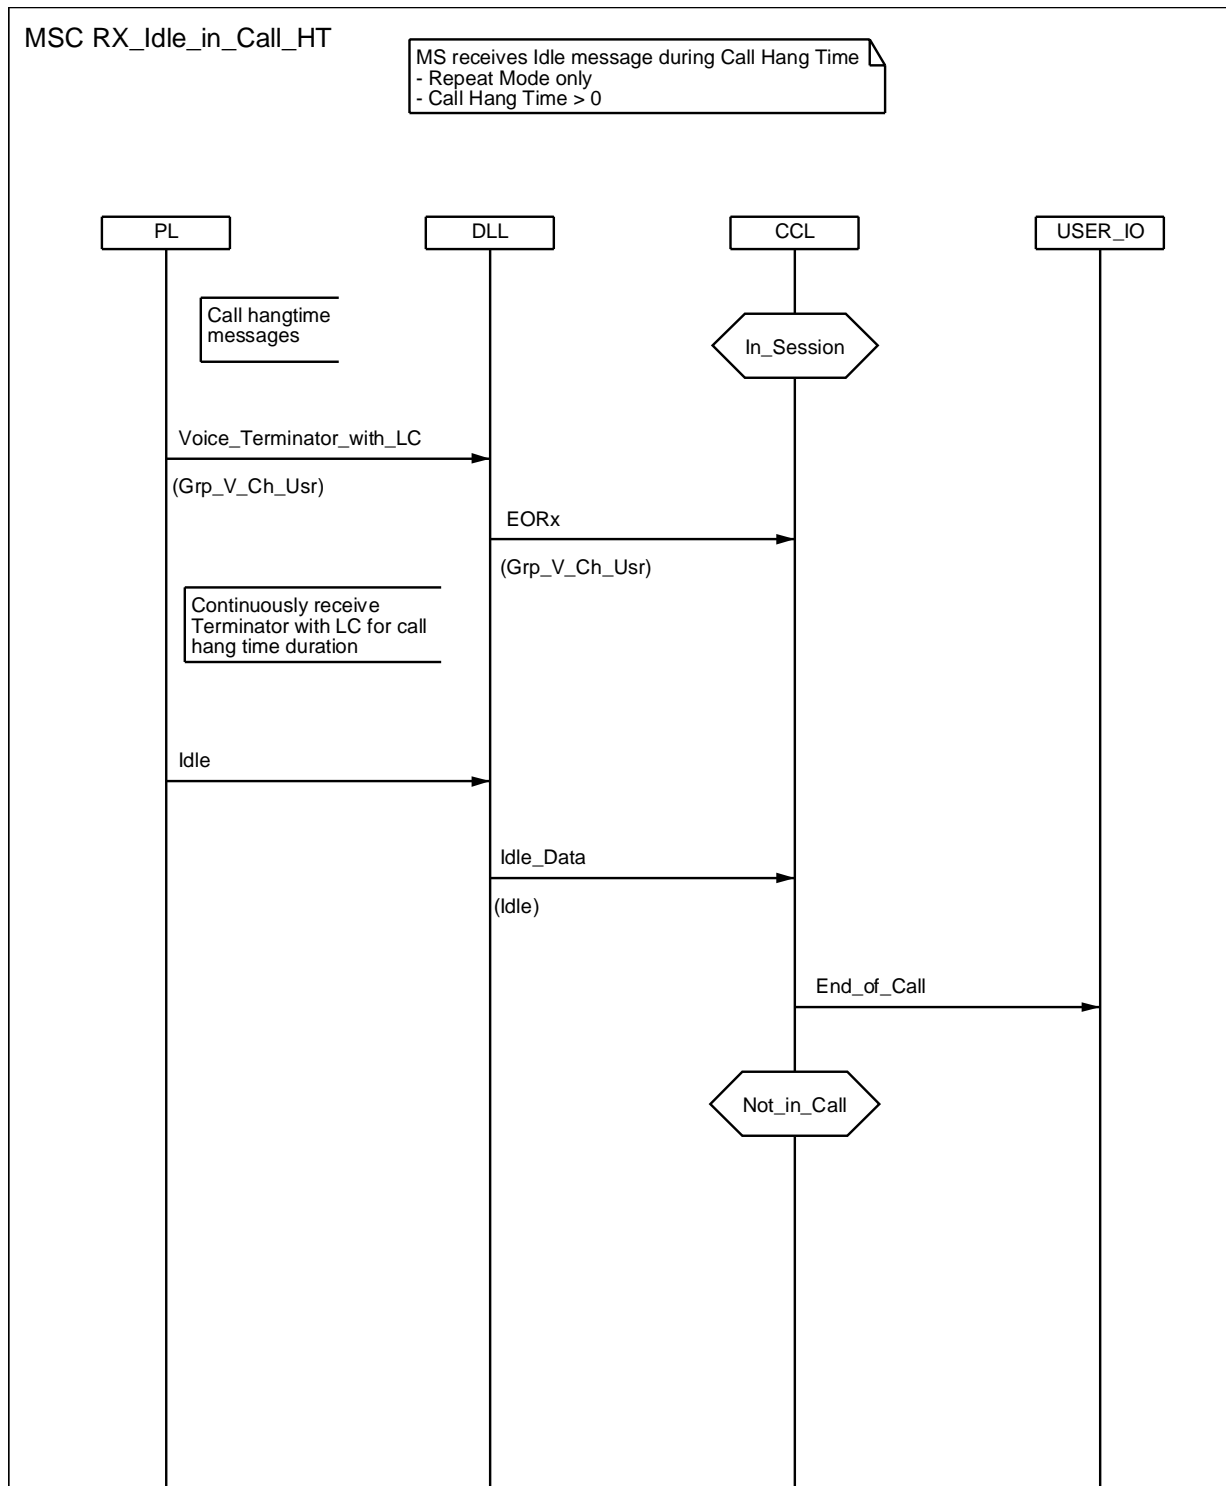 MSC RX_Idle_in_Call_HT
MS receives Idle message during Call Hang Time
- Repeat Mode only
- Call Hang Time > 0
PL
DLL
CCL
USER_IO
Call hangtime
messages
In_Session
Voice_Terminator_with_LC
(Grp_V_Ch_Usr)
EORx
(Grp_V_Ch_Usr)
Continuously receive
Terminator with LC for call
hang time duration
Idle
Idle_Data
(Idle)
End_of_Call
Not_in_Call